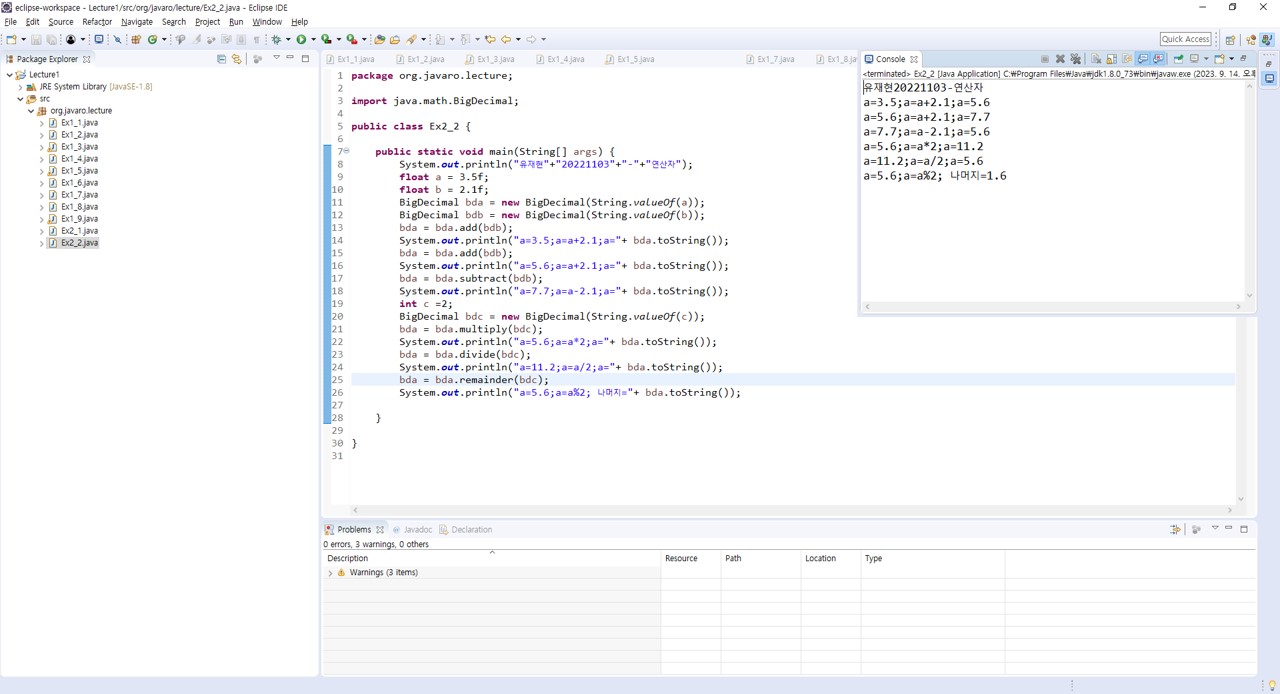 eclipse-workspace - Lecture1/src/org/javaro/lecture/Ex2_2.java - Eclipse IDE
File Edit Source Refactor Navigate Search Project Run Window Help
Quick Access
Package Explorer
Lecture1
JRE System Library [JavaSE-1.8]
src
org.javaro.lecture
Ex1_1.java
Ex1_2.java
Ex1_3.java
Ex1_4.java
Ex1_5.java
Ex1_6.java
Ex1_7.java
Ex1_8.java
Ex1_9.java
Ex2_1.java
Ex2_2.java
Ex1_1.java Ex1_2.java Ex1_3.java Ex1_4.java Ex1_5.java Ex1_7.java Ex1_8.jav
1 package org.javaro.lecture;
2
3 import java.math.BigDecimal;
4
5 public class Ex2_2 {
6
7 public static void main(String[] args) {
8 System.out.println("유재현"+"20221103"+"-"+"연산자");
9 float a = 3.5f;
10 float b = 2.1f;
11 BigDecimal bda = new BigDecimal(String.valueOf(a));
12 BigDecimal bdb = new BigDecimal(String.valueOf(b));
13 bda = bda.add(bdb);
14 System.out.println("a=3.5;a=a+2.1;a="+ bda.toString());
15 bda = bda.add(bdb);
16 System.out.println("a=5.6;a=a+2.1;a="+ bda.toString());
17 bda = bda.subtract(bdb);
18 System.out.println("a=7.7;a=a-2.1;a="+ bda.toString());
19 int c =2;
20 BigDecimal bdc = new BigDecimal(String.valueOf(c));
21 bda = bda.multiply(bdc);
22 System.out.println("a=5.6;a=a*2;a="+ bda.toString());
23 bda = bda.divide(bdc);
24 System.out.println("a=11.2;a=a/2;a="+ bda.toString());
25 bda = bda.remainder(bdc);
26 System.out.println("a=5.6;a=a%2; 나머지="+ bda.toString());
27
28 }
29
30 }
31
Console
<terminated> Ex2_2 [Java Application] C:₩Program Files₩Java₩jdk1.8.0_73₩bin₩javaw.exe (2023. 9. 14. 오후
유재현20221103-연산자
a=3.5;a=a+2.1;a=5.6
a=5.6;a=a+2.1;a=7.7
a=7.7;a=a-2.1;a=5.6
a=5.6;a=a*2;a=11.2
a=11.2;a=a/2;a=5.6
a=5.6;a=a%2; 나머지=1.6
Problems Javadoc Declaration
0 errors, 3 warnings, 0 others
Description Resource Path Location Type
Warnings (3 items)